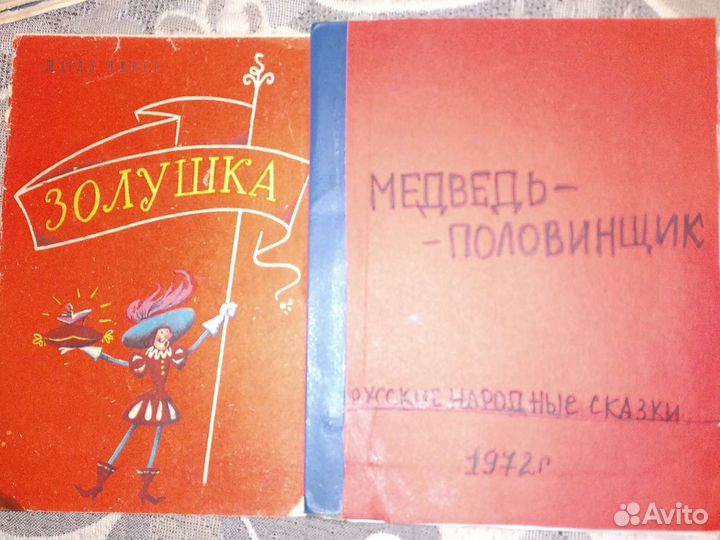 ШАРЛЬ ПЕРРО
ЗОЛУШКА
МЕДВЕДЬ-
-ПОЛОВИНЩИК
РУССКИЕ НАРОДНЫЕ СКАЗКИ
1972г
Avito